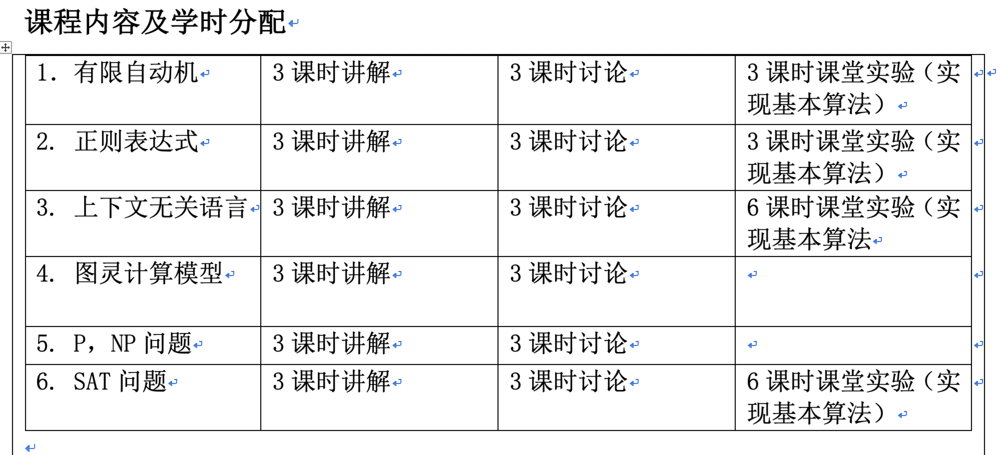 课程内容及学时分配
1. 有限自动机 3 课时讲解 3 课时讨论 3 课时课堂实验（实
现基本算法）
2. 正则表达式 3 课时讲解 3 课时讨论 3 课时课堂实验（实
现基本算法）
3. 上下文无关语言 3 课时讲解 3 课时讨论 6 课时课堂实验（实
现基本算法
4. 图灵计算模型 3 课时讲解 3 课时讨论
5. P，NP 问题 3 课时讲解 3 课时讨论
6. SAT 问题 3 课时讲解 3 课时讨论 6 课时课堂实验（实
现基本算法）